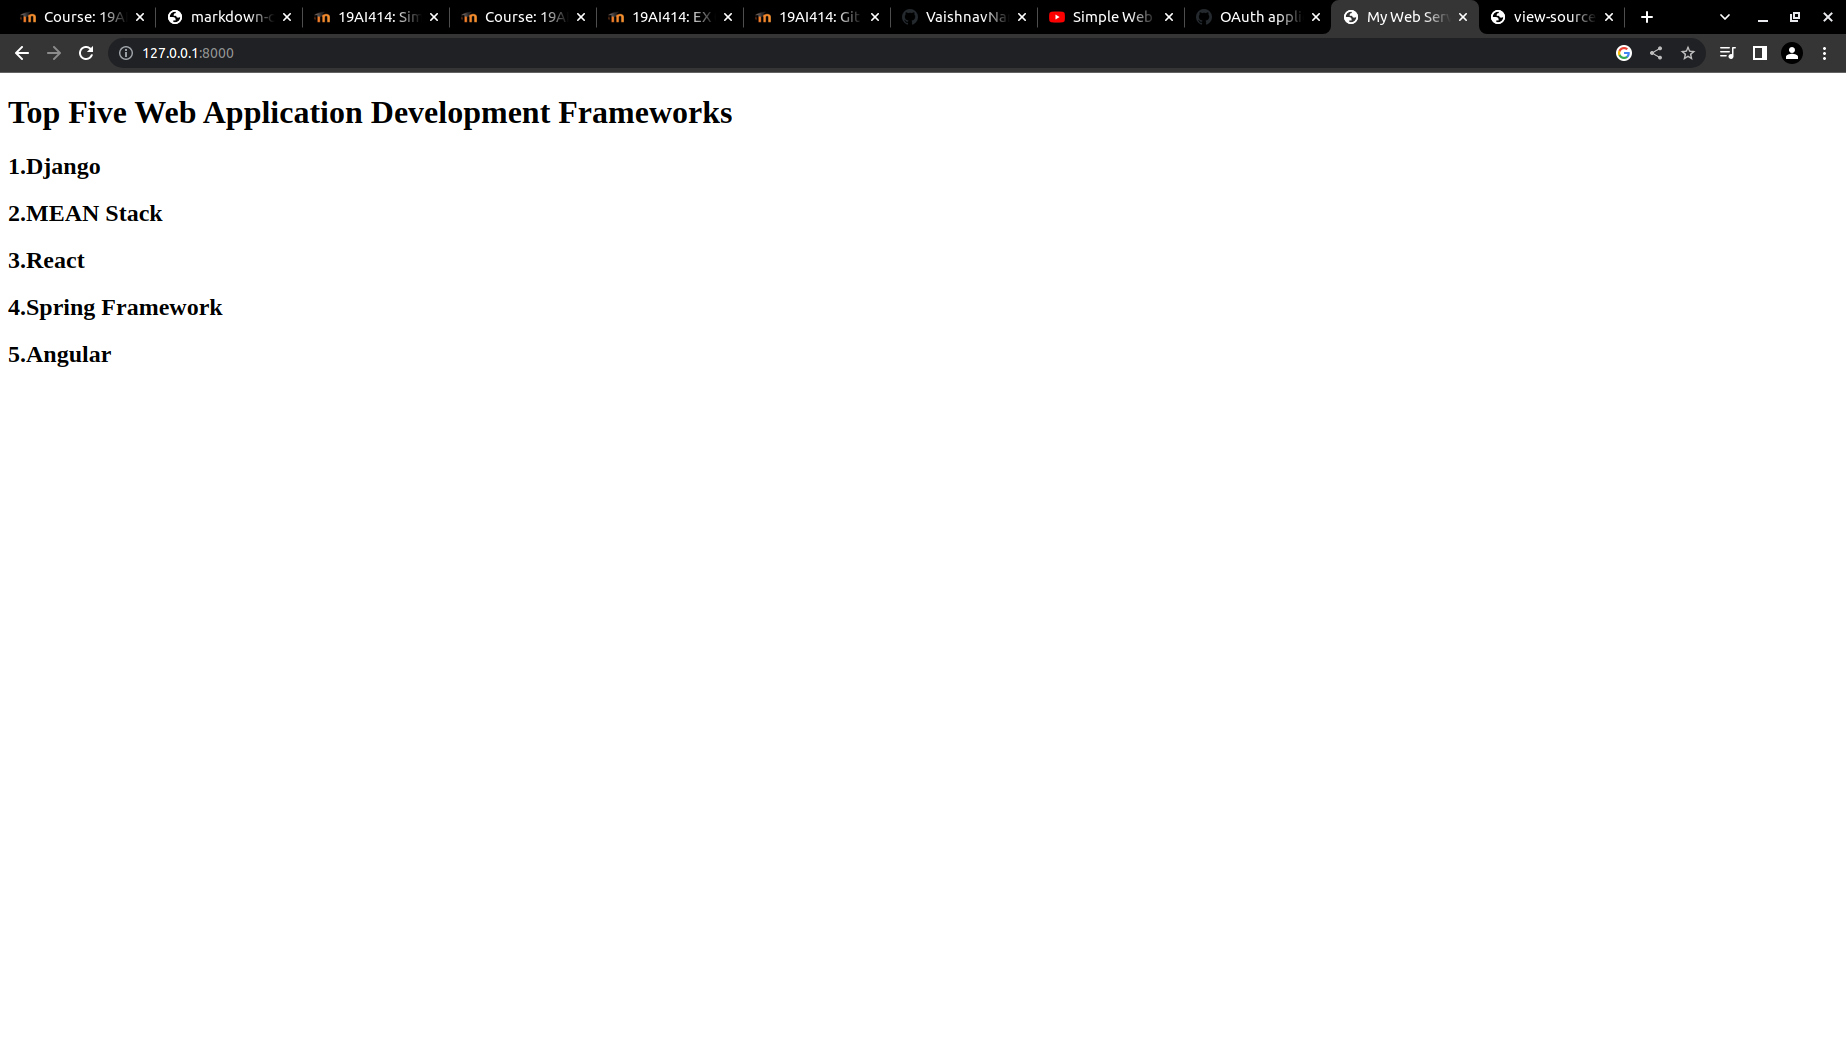 Course: 19A
markdown-c
19AI414: Sim
Course: 19A
19AI414: EX
19AI414: Git
VaishnavNa
Simple Web
OAuth appli
My Web Serv
view-source
127.0.0.1:8000
Top Five Web Application Development Frameworks
1.Django
2.MEAN Stack
3.React
4.Spring Framework
5.Angular